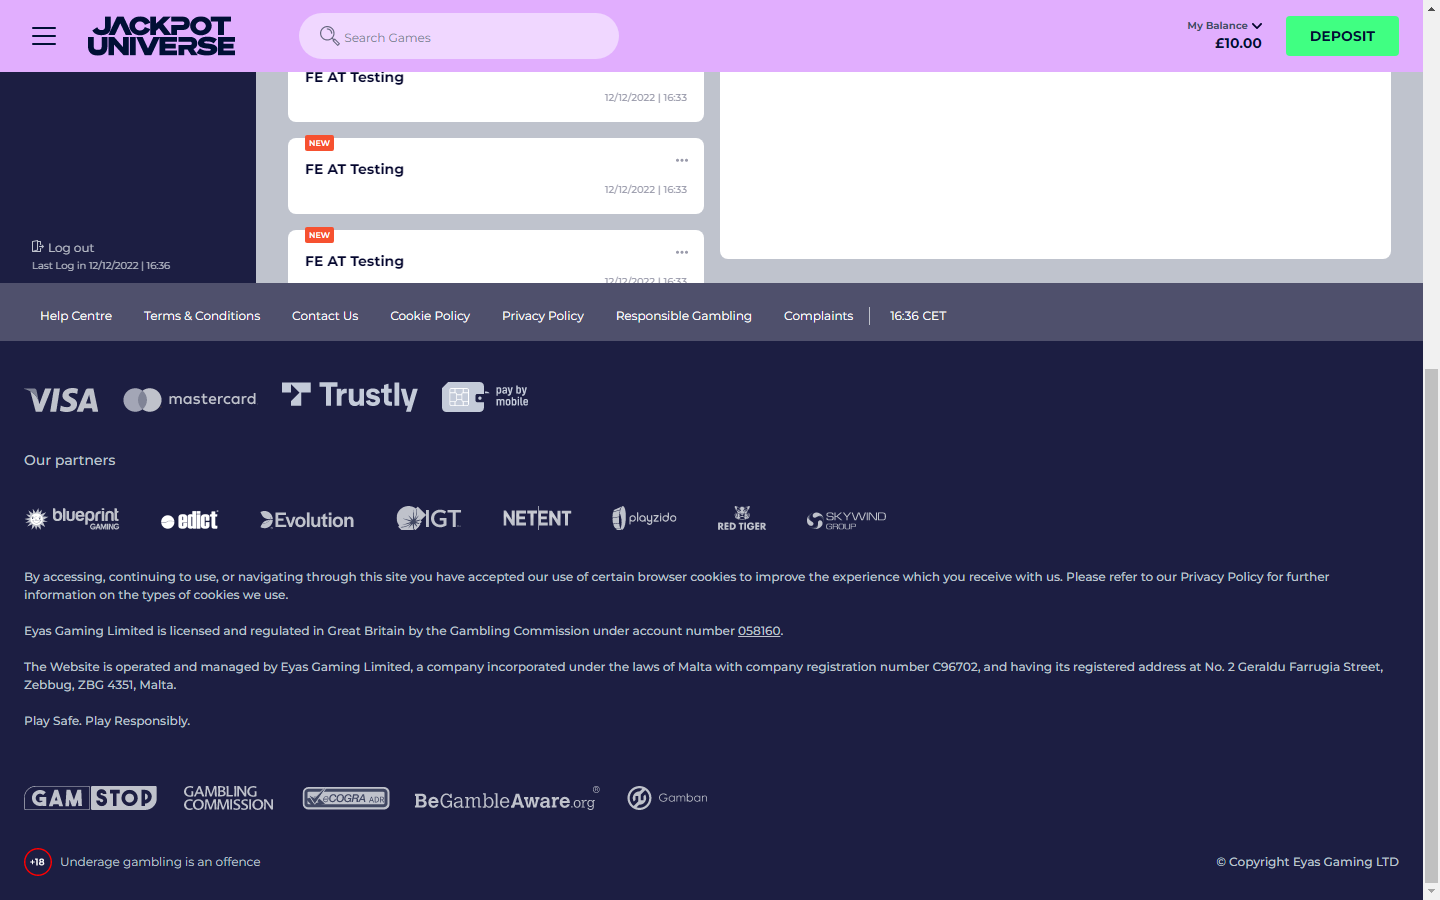 JACKPOT UNIVERSE
Search Games
My Balance
£10.00
DEPOSIT
FE AT Testing
12/12/2022 | 16:33
NEW
FE AT Testing
12/12/2022 | 16:33
NEW
FE AT Testing
12/12/2022 | 16:33
Log out
Last Log in 12/12/2022 | 16:36
Help Centre
Terms & Conditions
Contact Us
Cookie Policy
Privacy Policy
Responsible Gambling
Complaints
16:36 CET
VISA
mastercard
Trustly
pay by
mobile
Our partners
blueprint
GAMING
edict
Evolution
IGT
NETENT
playzido
RED TIGER
SKYWIND
GROUP
By accessing, continuing to use, or navigating through this site you have accepted our use of certain browser cookies to improve the experience which you receive with us. Please refer to our Privacy Policy for further
information on the types of cookies we use.
Eyas Gaming Limited is licensed and regulated in Great Britain by the Gambling Commission under account number 058160.
The Website is operated and managed by Eyas Gaming Limited, a company incorporated under the laws of Malta with company registration number C96702, and having its registered address at No. 2 Geraldu Farrugia Street,
Zebbug, ZBG 4351, Malta.
Play Safe. Play Responsibly.
GAMSTOP
GAMBLING
COMMISSION
eCOGRA ADR
BeGambleAware.org®
Gamban
+18
Underage gambling is an offence
© Copyright Eyas Gaming LTD